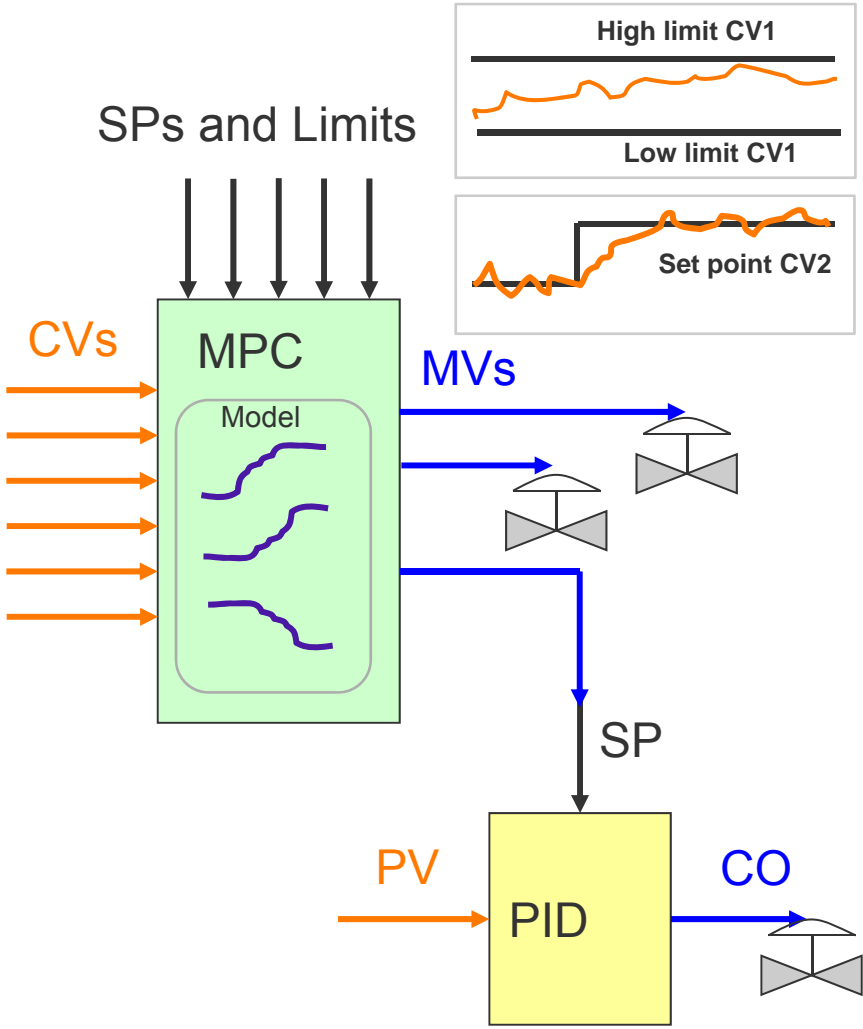 High limit CV1
Low limit CV1
SPs and Limits
Set point CV2
CVs
MPC
MVs
Model
SP
PV
CO
PID